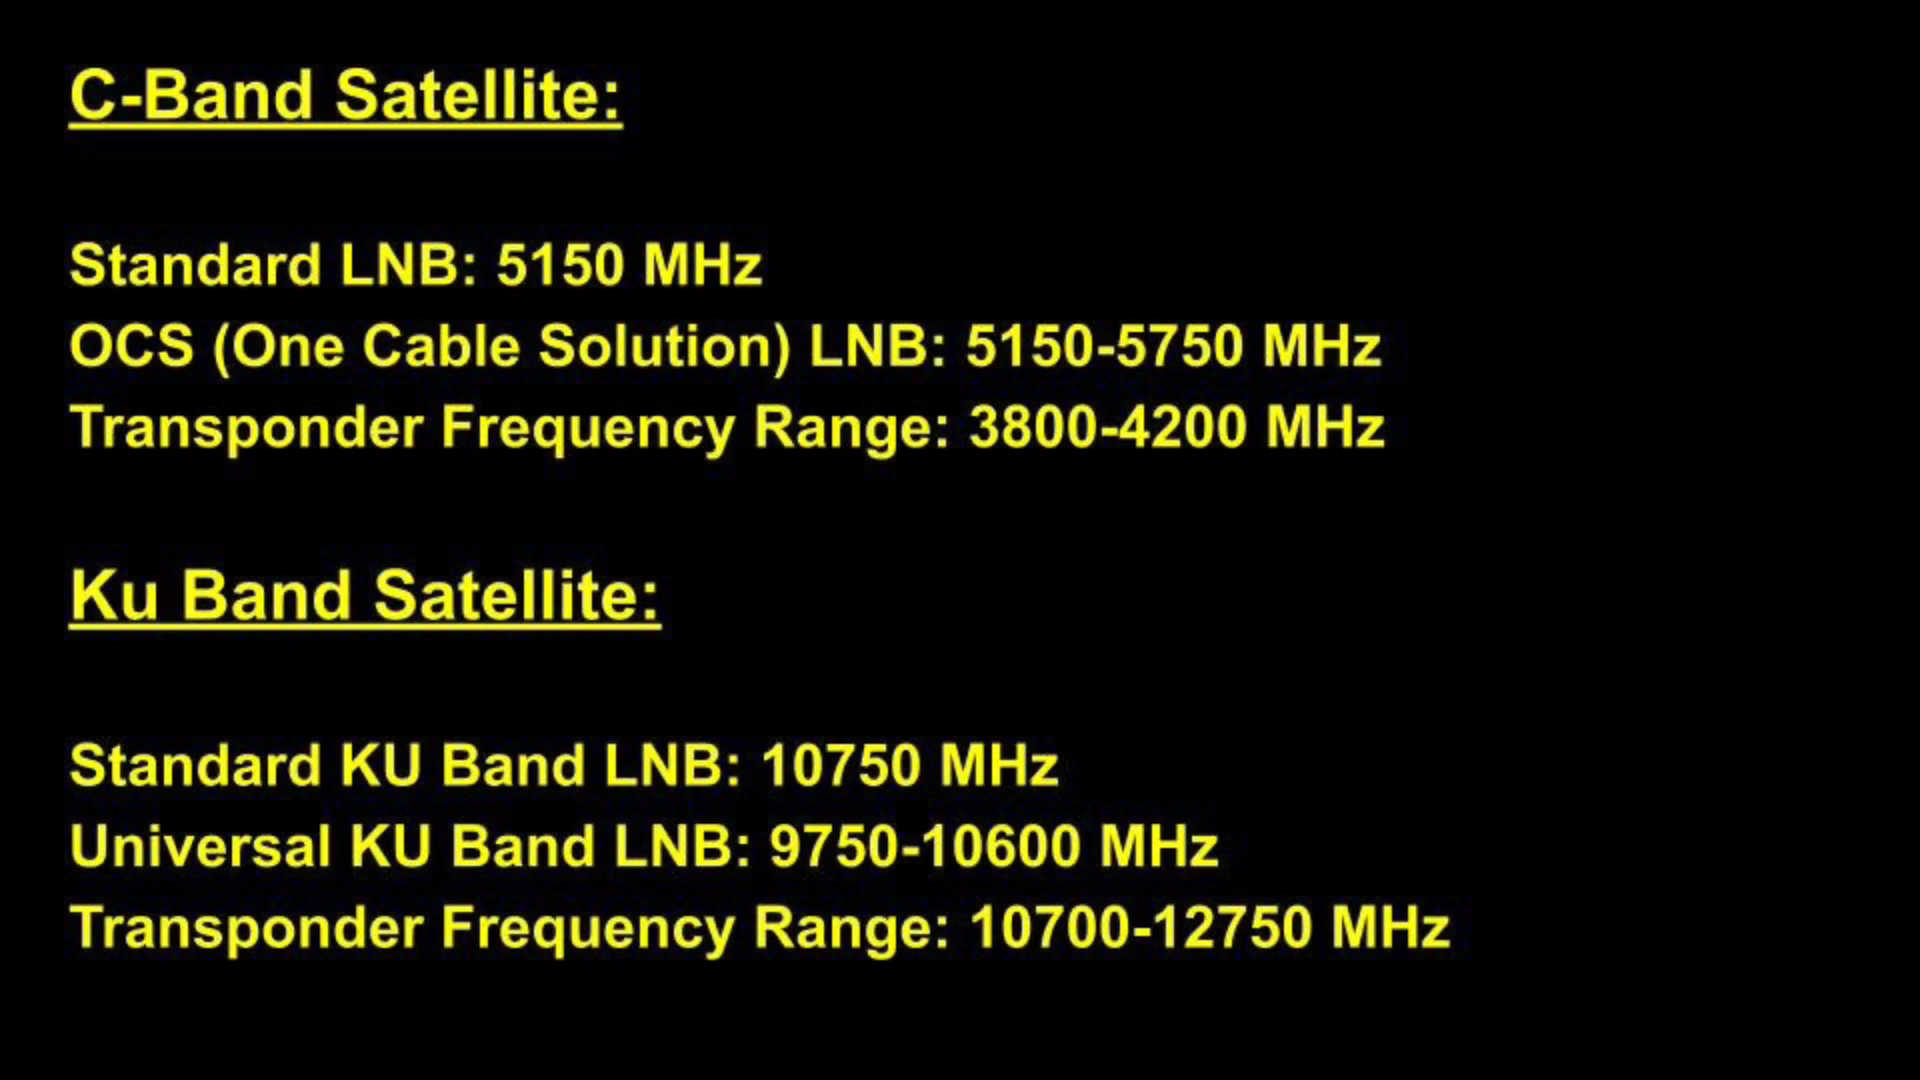 C-Band Satellite:
Standard LNB: 5150 MHz
OCS (One Cable Solution) LNB: 5150-5750 MHz
Transponder Frequency Range: 3800-4200 MHz
Ku Band Satellite:
Standard KU Band LNB: 10750 MHz
Universal KU Band LNB: 9750-10600 MHz
Transponder Frequency Range: 10700-12750 MHz